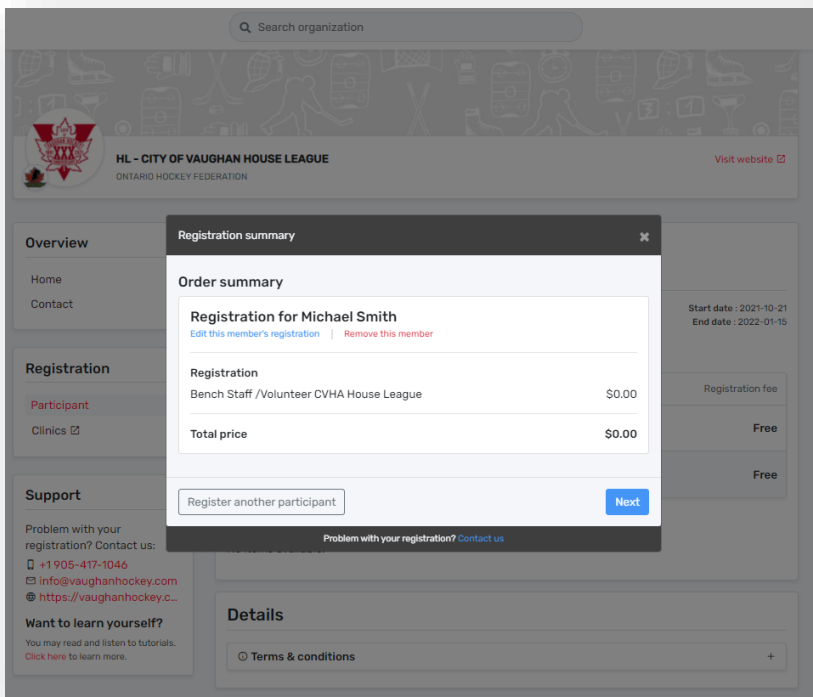 Search organization
XXX
HL - CITY OF VAUGHAN HOUSE LEAGUE
ONTARIO HOCKEY FEDERATION
Visit website
Overview
Home
Contact
Registration
Participant
Clinics
Support
Problem with your
registration? Contact us:
+1 905-417-1046
info@vaughanhockey.com
https://vaughanhockey.c...
Want to learn yourself?
You may read and listen to tutorials.
Click here to learn more.
Registration summary
Order summary
Registration for Michael Smith
Edit this member's registration | Remove this member
Registration
Bench Staff /Volunteer CVHA House League $0.00
Total price $0.00
Register another participant Next
Problem with your registration? Contact us
Start date : 2021-10-21
End date : 2022-01-15
Registration fee
Free
Free
Details
Terms & conditions +